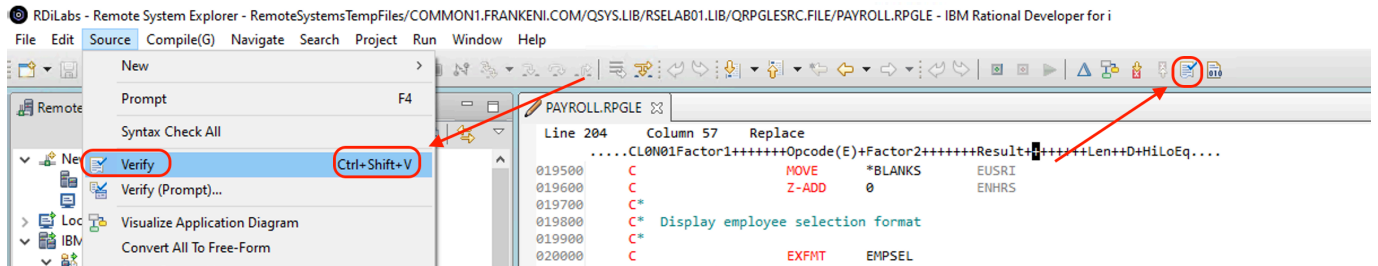 RDiLabs - Remote System Explorer - RemoteSystemsTempFiles/COMMON1.FRANKENI.COM/QSYS.LIB/RSELAB01.LIB/QRPGLESRC.FILE/PAYROLL.RPGLE - IBM Rational Developer for i
File Edit Source Compile(G) Navigate Search Project Run Window Help
New
Prompt F4
Syntax Check All
Verify Ctrl+Shift+V
Verify (Prompt)...
Visualize Application Diagram
Convert All To Free-Form
010
Remote
Loc
IBM
PAYROLL.RPGLE
Line 204 Column 57 Replace
.....CL0N01Factor1+++++++Opcode(E)+Factor2+++++++Result++++++++Len++D+HiLoEq....
019500 C MOVE *BLANKS EUSRI
019600 C Z-ADD 0 ENHRS
019700 C*
019800 C* Display employee selection format
019900 C*
020000 C EXFMT EMPSEL